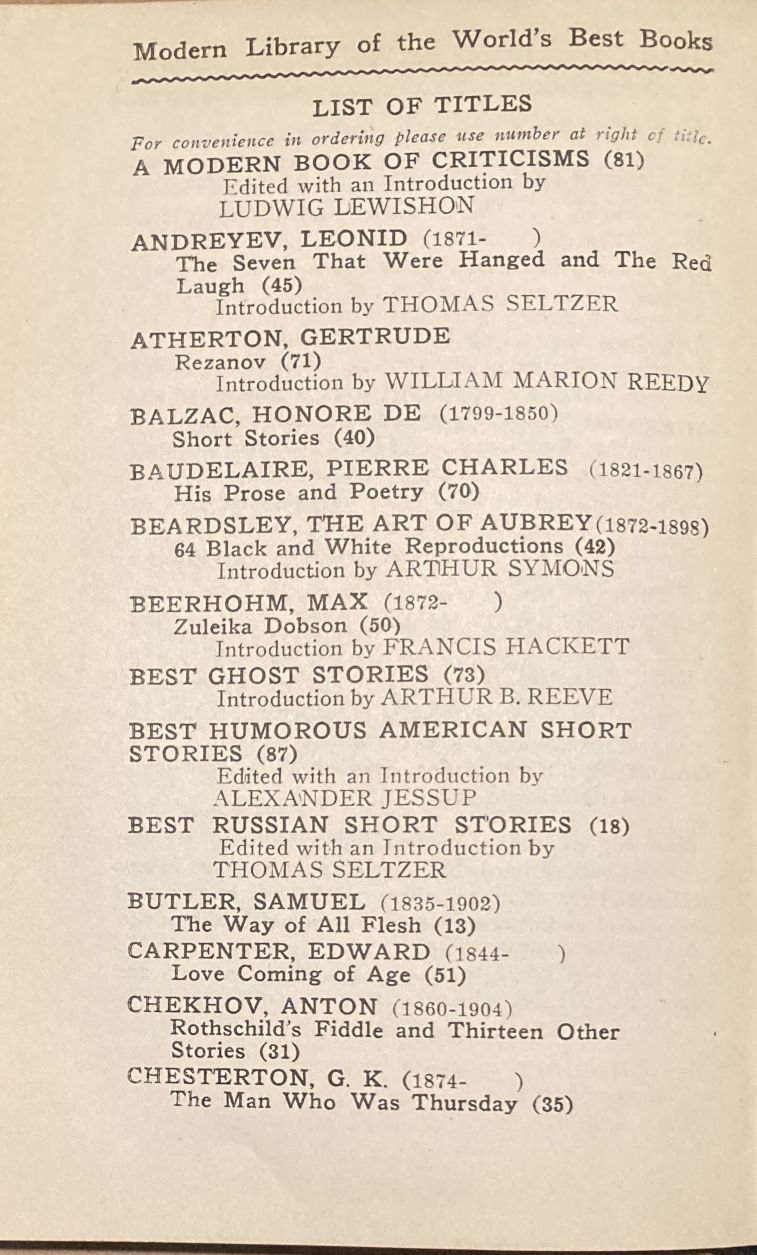 Modern Library of the World's Best Books
LIST OF TITLES
For convenience in ordering please use number at right of title.
A MODERN BOOK OF CRITICISMS (81)
Edited with an Introduction by
LUDWIG LEWISHON
ANDREYEV, LEONID (1871- )
The Seven That Were Hanged and The Red
Laugh (45)
Introduction by THOMAS SELTZER
ATHERTON, GERTRUDE
Rezanov (71)
Introduction by WILLIAM MARION REEDY
BALZAC, HONORE DE (1799-1850)
Short Stories (40)
BAUDELAIRE, PIERRE CHARLES (1821-1867)
His Prose and Poetry (70)
BEARDSLEY, THE ART OF AUBREY (1872-1898)
64 Black and White Reproductions (42)
Introduction by ARTHUR SYMONS
BEERHOHM, MAX (1872- )
Zuleika Dobson (50)
Introduction by FRANCIS HACKETT
BEST GHOST STORIES (73)
Introduction by ARTHUR B. REEVE
BEST HUMOROUS AMERICAN SHORT
STORIES (87)
Edited with an Introduction by
ALEXANDER JESSUP
BEST RUSSIAN SHORT STORIES (18)
Edited with an Introduction by
THOMAS SELTZER
BUTLER, SAMUEL (1835-1902)
The Way of All Flesh (13)
CARPENTER, EDWARD (1844- )
Love Coming of Age (51)
CHEKHOV, ANTON (1860-1904)
Rothschild's Fiddle and Thirteen Other
Stories (31)
CHESTERTON, G. K. (1874- )
The Man Who Was Thursday (35)